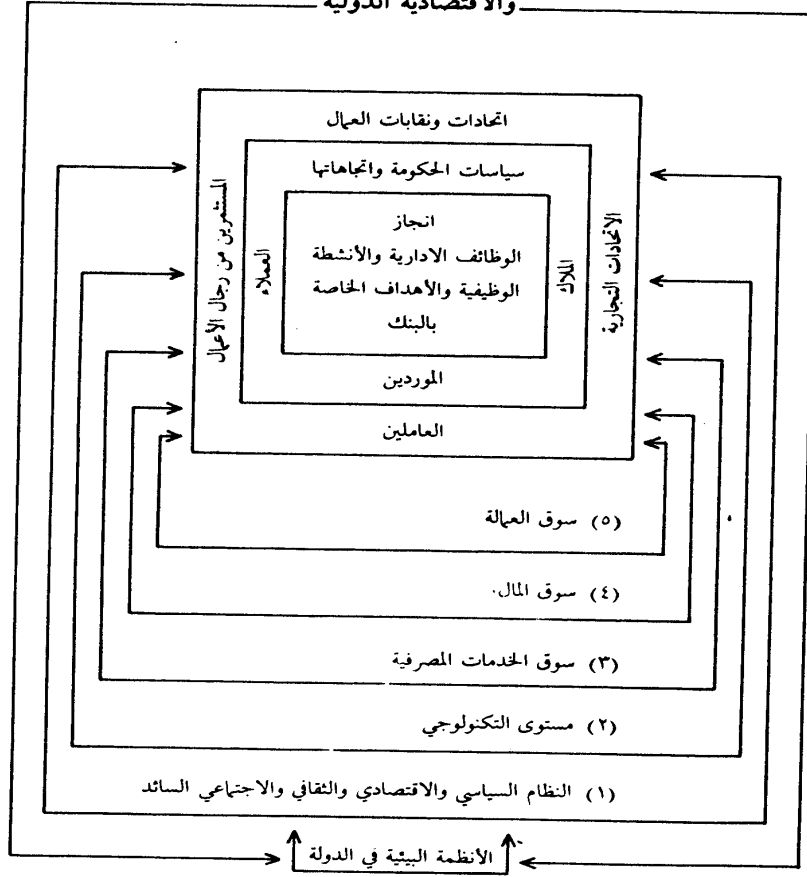 والاقتصادية الدولية
اتحادات ونقابات العمال
سياسات الحكومة واتجاهاتها
انجاز
الوظائف الادارية والأنشطة
الوظيفية والأهداف الخاصة
بالبنك
الاتحادات التجارية
الملاك
العملاء
المستثمرين من رجال الأعمال
الموردين
العاملين
(٥) سوق العمالة
(٤) سوق المال.
(٣) سوق الخدمات المصرفية
(٢) مستوى التكنولوجي
(١) النظام السياسي والاقتصادي والثقافي والاجتماعي السائد
الأنظمة البيئية في الدولة